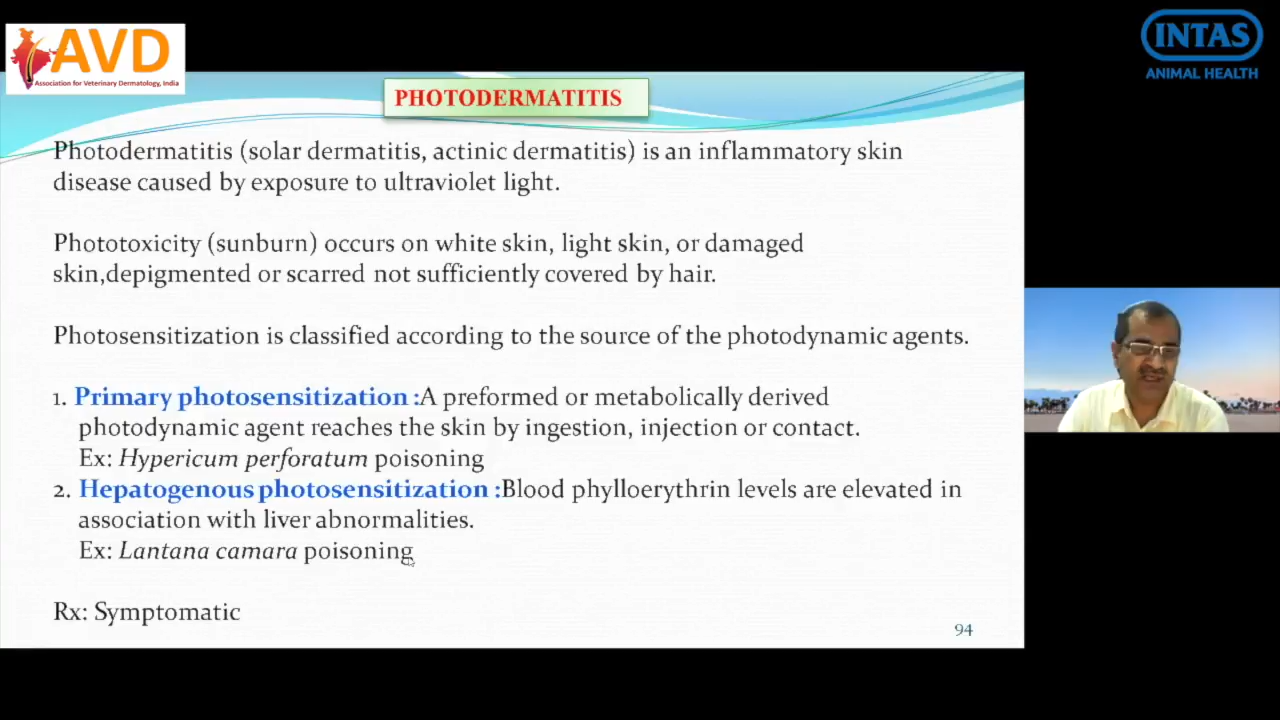 AVD
Association for Veterinary Dermatology, India
INTAS
ANIMAL HEALTH
PHOTODERMATITIS
Photodermatitis (solar dermatitis, actinic dermatitis) is an inflammatory skin
disease caused by exposure to ultraviolet light.
Phototoxicity (sunburn) occurs on white skin, light skin, or damaged
skin,depigmented or scarred not sufficiently covered by hair.
Photosensitization is classified according to the source of the photodynamic agents.
1. Primary photosensitization :A preformed or metabolically derived
photodynamic agent reaches the skin by ingestion, injection or contact.
Ex: Hypericum perforatum poisoning
2. Hepatogenous photosensitization :Blood phylloerythrin levels are elevated in
association with liver abnormalities.
Ex: Lantana camara poisoning
Rx: Symptomatic
94